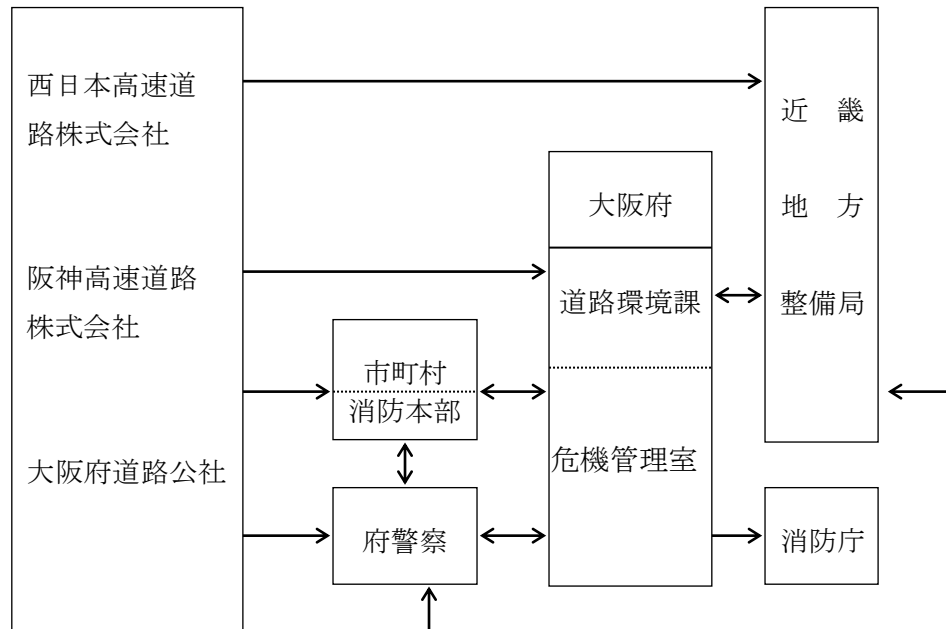 西日本高速道
路株式会社
阪神高速道路
株式会社
大阪府道路公社
市町村
消防本部
府警察
大阪府
道路環境課
危機管理室
近畿
地方
整備局
消防庁